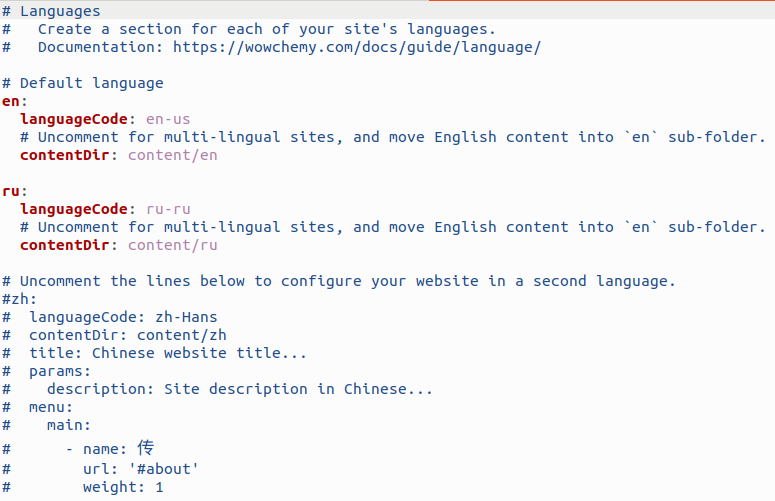 # Languages
#   Create a section for each of your site's languages.
#   Documentation: https://wowchemy.com/docs/guide/language/

# Default language
en:
  languageCode: en-us
  # Uncomment for multi-lingual sites, and move English content into `en` sub-folder.
  contentDir: content/en

ru:
  languageCode: ru-ru
  # Uncomment for multi-lingual sites, and move English content into `en` sub-folder.
  contentDir: content/ru

# Uncomment the lines below to configure your website in a second language.
#zh:
#  languageCode: zh-Hans
#  contentDir: content/zh
#  title: Chinese website title...
#  params:
#    description: Site description in Chinese...
#  menu:
#    main:
#      - name: 传
#        url: '#about'
#        weight: 1